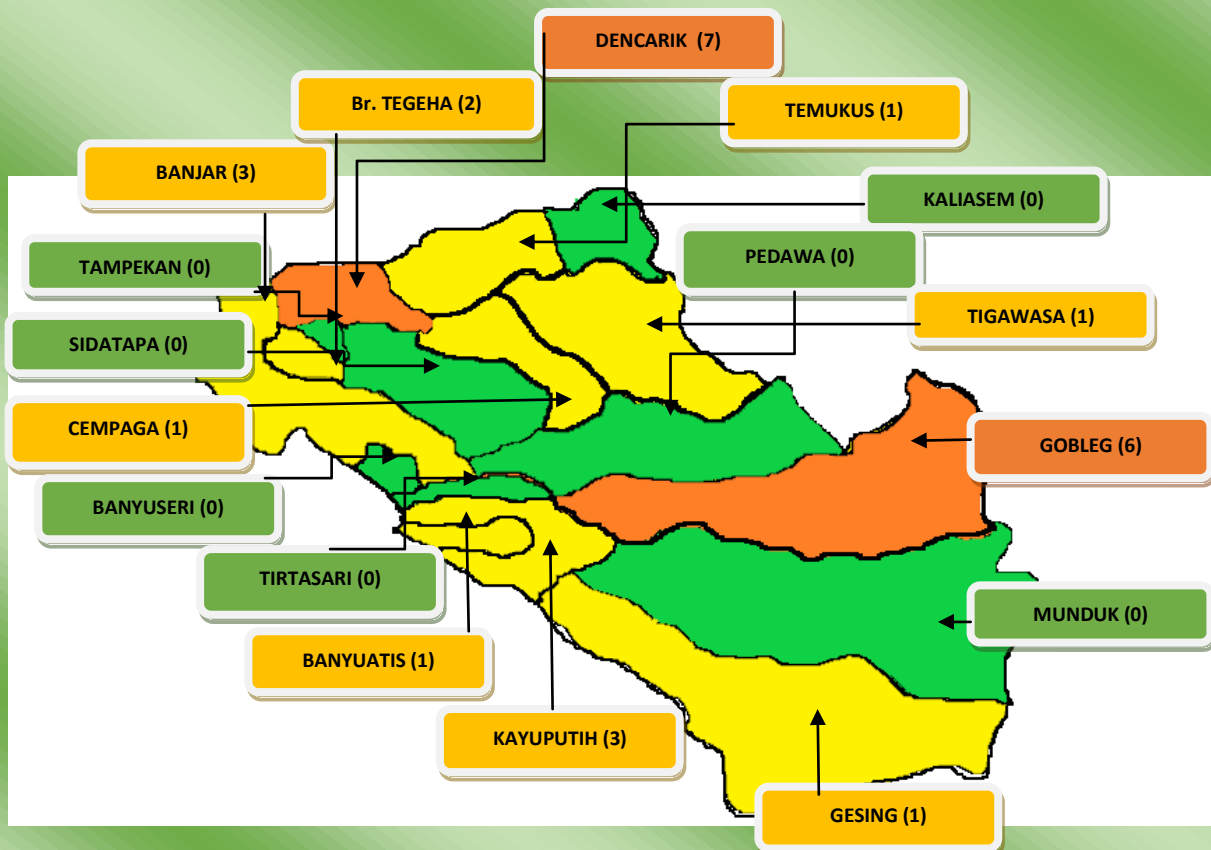 DENCARIK (7)
Br. TEGEHA (2)
TEMUKUS (1)
BANJAR (3)
KALIASEM (0)
TAMPEKAN (0)
PEDAWA (0)
TIGAWASA (1)
SIDATAPA (0)
CEMPAGA (1)
GOBLEG (6)
BANYUSERI (0)
TIRTASARI (0)
MUNDUK (0)
BANYUATIS (1)
KAYUPUTIH (3)
GESING (1)